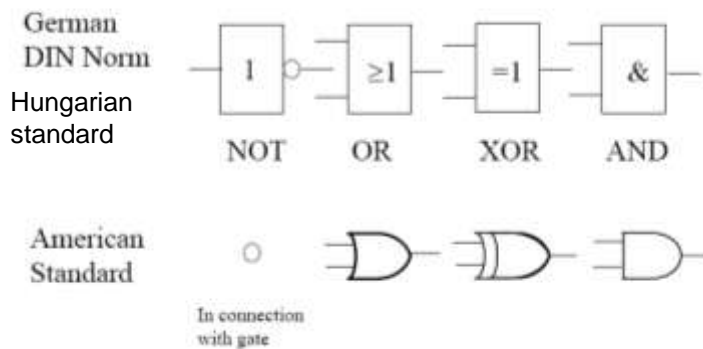 German
DIN Norm
Hungarian
standard
1 ≥1 =1 &
NOT OR XOR AND
American
Standard
In connection
with gate